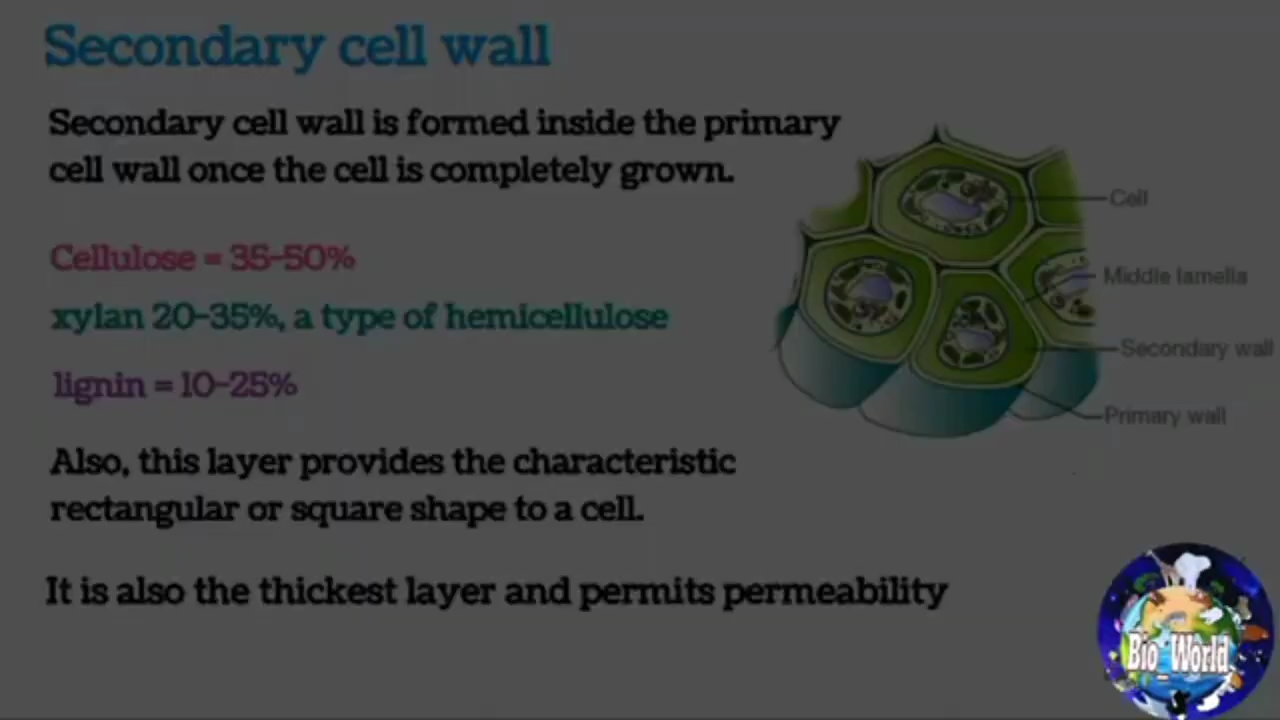 Secondary cell wall
Secondary cell wall is formed inside the primary
cell wall once the cell is completely grown.
Cellulose = 35-50%
xylan 20-35%, a type of hemicellulose
lignin = 10-25%
Also, this layer provides the characteristic
rectangular or square shape to a cell.
It is also the thickest layer and permits permeability
Cell
Middle lamella
Secondary wall
Primary wall
Bio_World